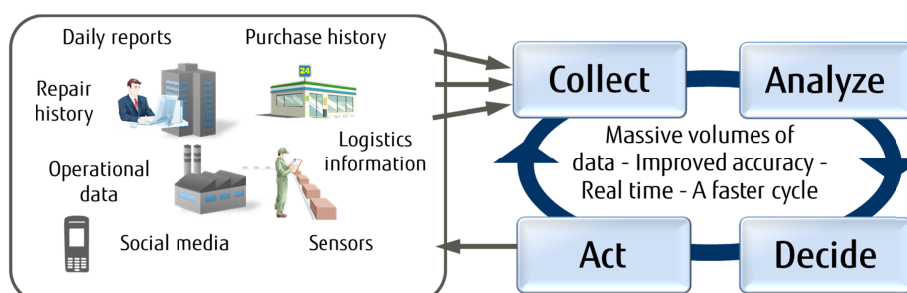 Daily reports
Purchase history
Repair
history
24
Logistics
information
Operational
data
Social media
Sensors
Collect
Analyze
Massive volumes of
data - Improved accuracy -
Real time - A faster cycle
Act
Decide